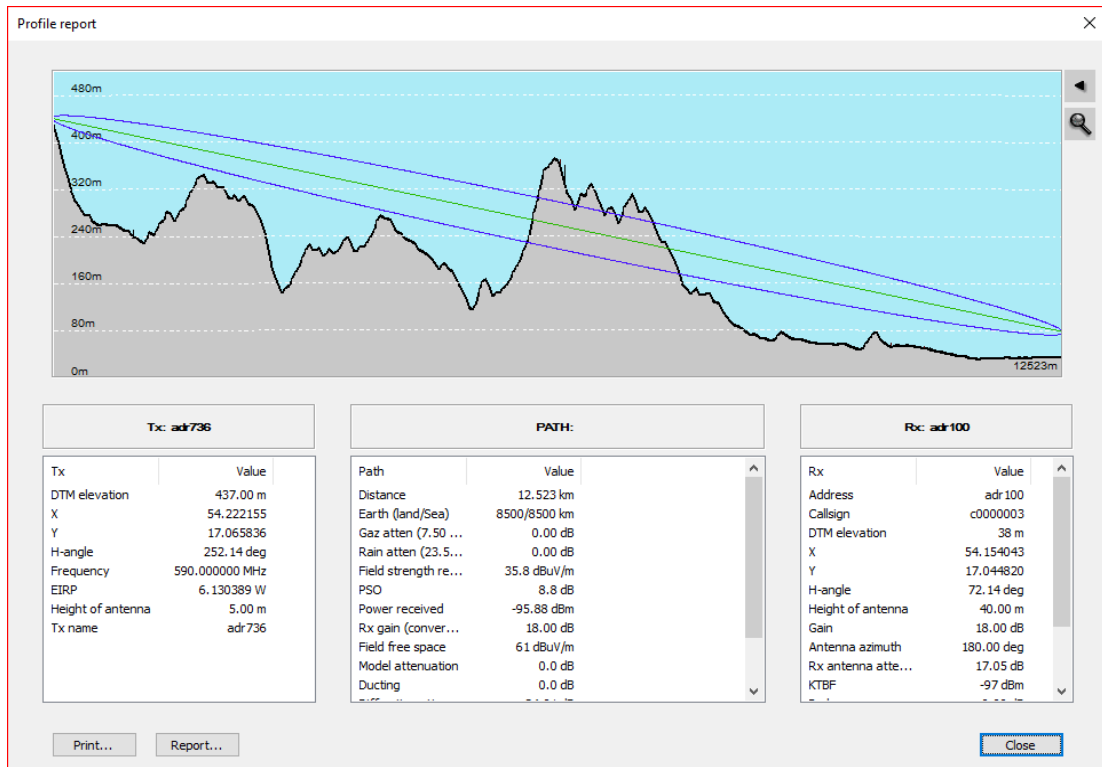 Profile report
480m
400m
320m
240m
160m
80m
0m
12523m
Tx: adr736
PATH:
Rx: adr100
Tx Value
DTM elevation 437.00 m
X 54.222155
Y 17.065836
H-angle 252.14 deg
Frequency 590.000000 MHz
EIRP 6.130389 W
Height of antenna 5.00 m
Tx name adr736
Path Value
Distance 12.523 km
Earth (land/Sea) 8500/8500 km
Gaz atten (7.50 ... 0.00 dB
Rain atten (23.5... 0.00 dB
Field strength re... 35.8 dBuV/m
PSO 8.8 dB
Power received -95.88 dBm
Rx gain (conver... 18.00 dB
Field free space 61 dBuV/m
Model attenuation 0.0 dB
Ducting 0.0 dB
Rx Value
Address adr100
Callsign c0000003
DTM elevation 38 m
X 54.154043
Y 17.044820
H-angle 72.14 deg
Height of antenna 40.00 m
Gain 18.00 dB
Antenna azimuth 180.00 deg
Rx antenna atte... 17.05 dB
KTBF -97 dBm
Print...
Report...
Close